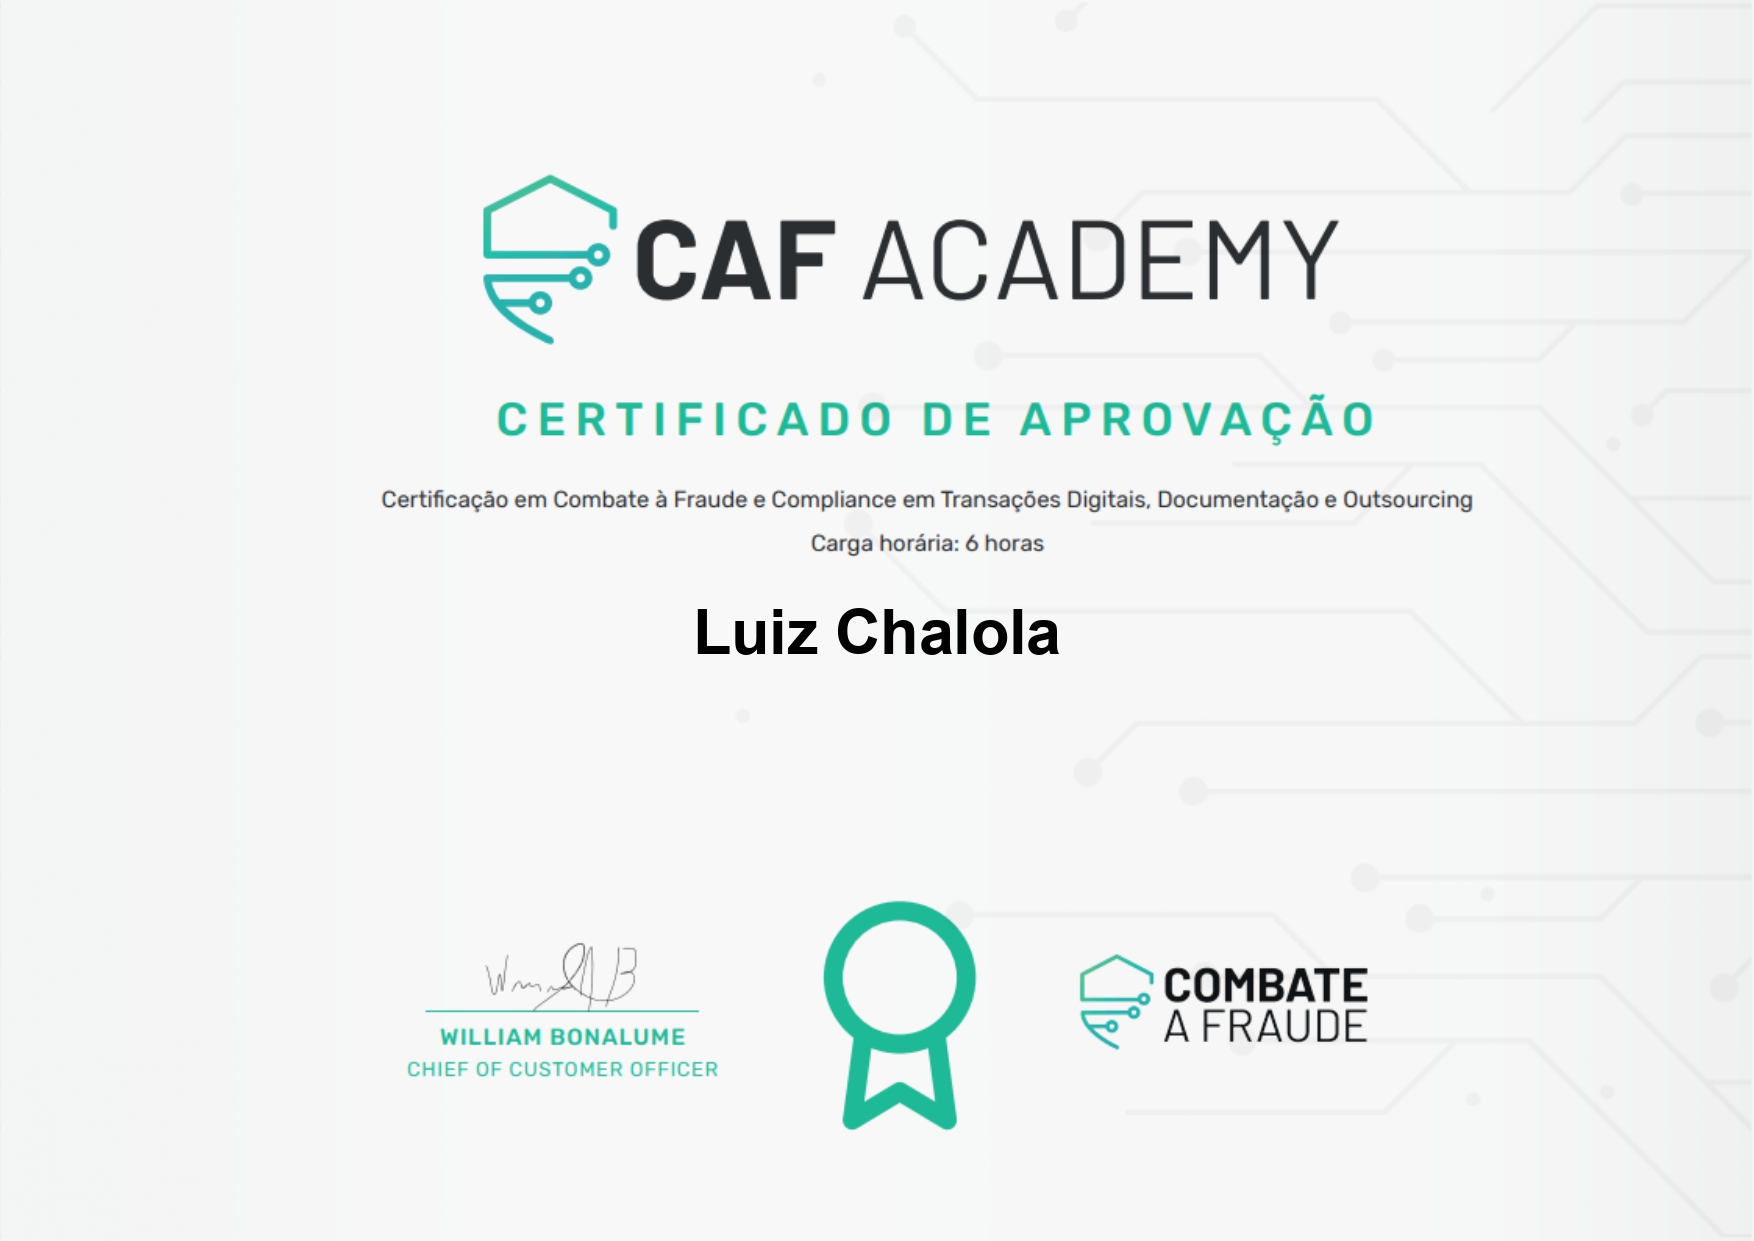 CAF ACADEMY
CERTIFICADO DE APROVAÇÃO
Certificação em Combate à Fraude e Compliance em Transações Digitais, Documentação e Outsourcing
Carga horária: 6 horas
Luiz Chalola
WILLIAM BONALUME
CHIEF OF CUSTOMER OFFICER
COMBATE
A FRAUDE